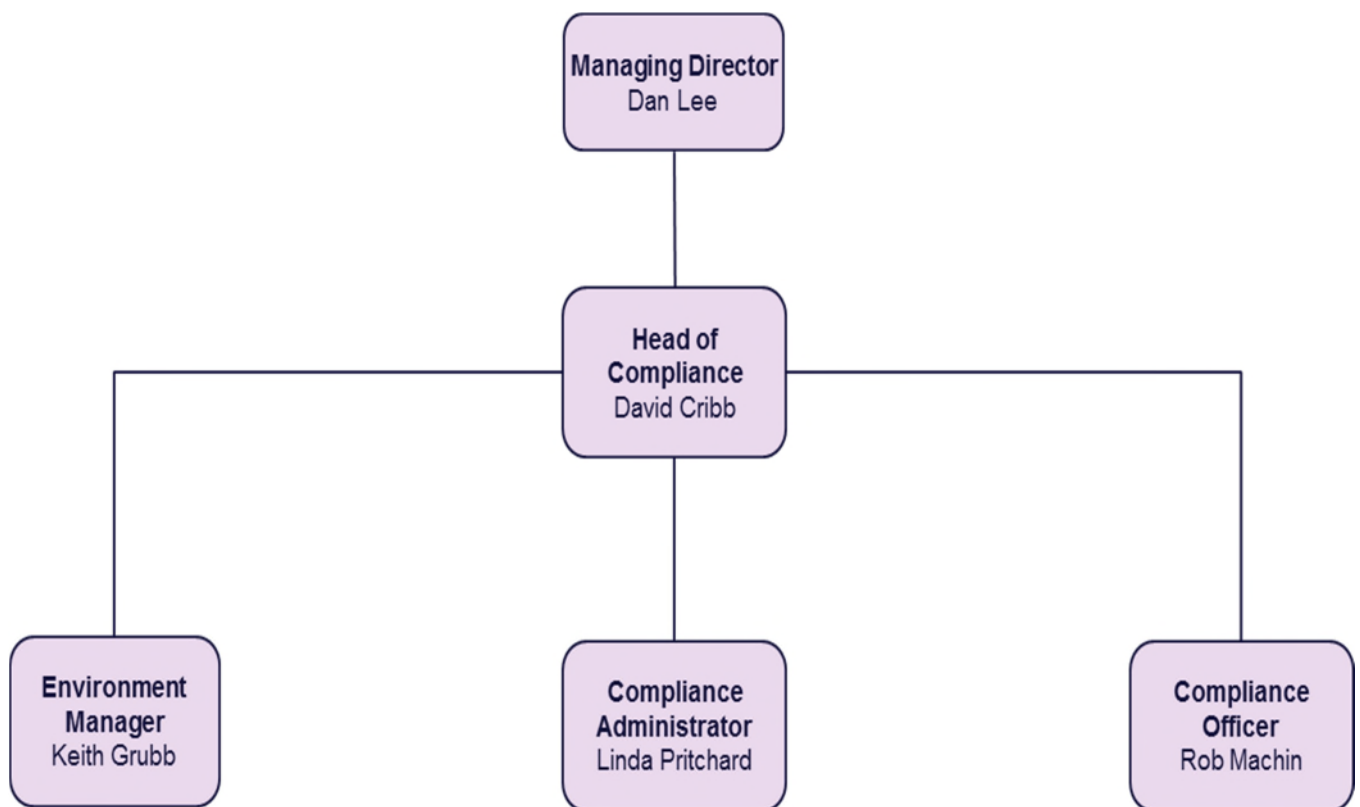 Managing Director
Dan Lee
Head of
Compliance
David Cribb
Environment
Manager
Keith Grubb
Compliance
Administrator
Linda Pritchard
Compliance
Officer
Rob Machin